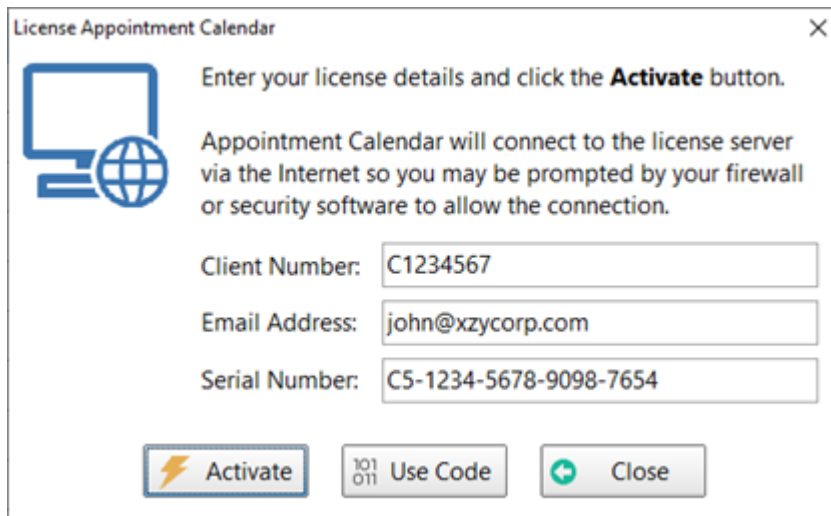 License Appointment Calendar
Enter your license details and click the Activate button.
Appointment Calendar will connect to the license server
via the Internet so you may be prompted by your firewall
or security software to allow the connection.
Client Number: C1234567
Email Address: john@xzycorp.com
Serial Number: C5-1234-5678-9098-7654
Activate 101 011 Use Code Close